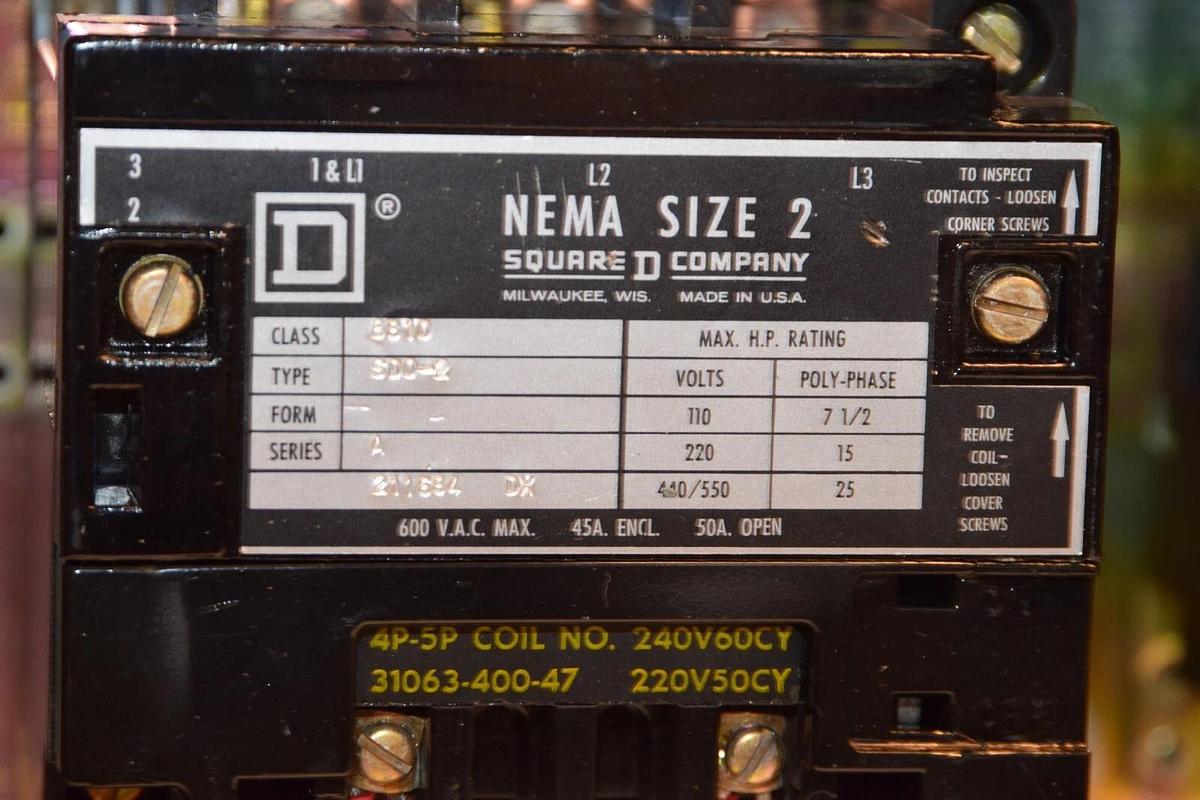 3
1 & L1
L2
L3
2
D ®
NEMA SIZE 2
SQUARE D COMPANY
MILWAUKEE, WIS. MADE IN U.S.A.
TO INSPECT
CONTACTS - LOOSEN
CORNER SCREWS
CLASS
MAX. H.P. RATING
TYPE SDO-2 VOLTS POLY-PHASE
FORM - - 110 7 1/2
SERIES A 220 15
DX 440/550 25
600 V.A.C. MAX. 45A. ENCL. 50A. OPEN
TO
REMOVE
COIL-
LOOSEN
COVER
SCREWS
4P-5P COIL NO. 240V60CY
31063-400-47 220V50CY